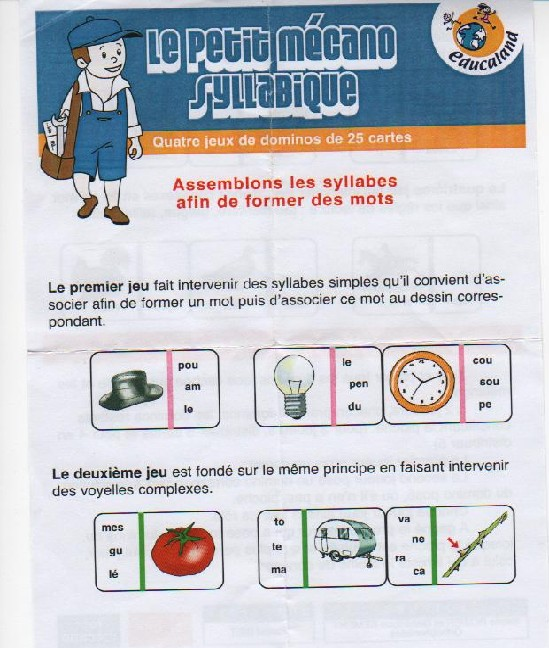 Le petit mécano
syllabique
educaland
Quatre jeux de dominos de 25 cartes
Assemblons les syllabes
afin de former des mots
Le premier jeu fait intervenir des syllabes simples qu'il convient d'as-
socier afin de former un mot puis d'associer ce mot au dessin corres-
pondant.
pou
am
le
le
pen
du
cou
sou
pe
Le deuxième jeu est fondé sur le même principe en faisant intervenir
des voyelles complexes.
mes
gu
lé
to
te
ma
va
ne
ra
ca